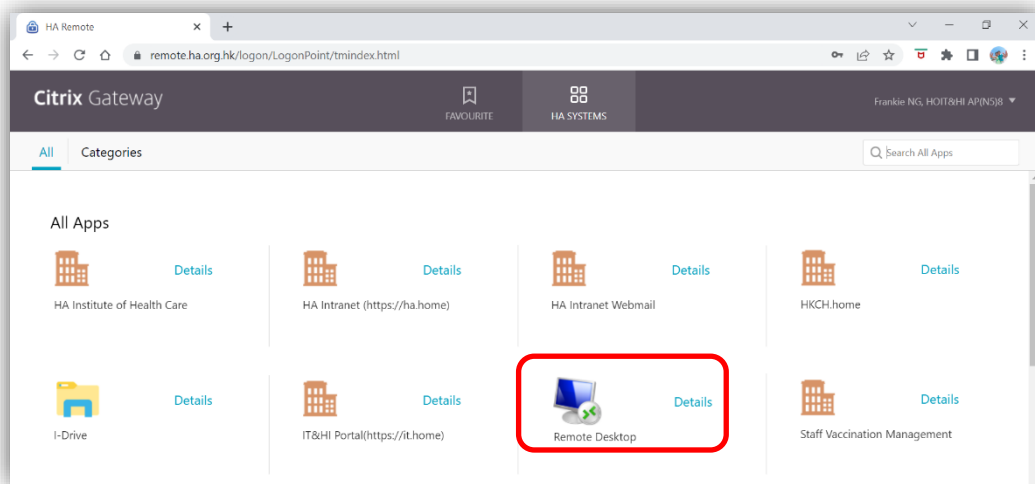 HA Remote
remote.ha.org.hk/logon/LogonPoint/tmindex.html
Citrix Gateway
FAVOURITE
HA SYSTEMS
Frankie NG, HOIT&HI AP(NS)8
All Categories
Search All Apps
All Apps
Details Details Details Details
HA Institute of Health Care HA Intranet (https://ha.home) HA Intranet Webmail HKCH.home
Details Details Details Details
I-Drive IT&HI Portal(https://it.home) Remote Desktop Staff Vaccination Management